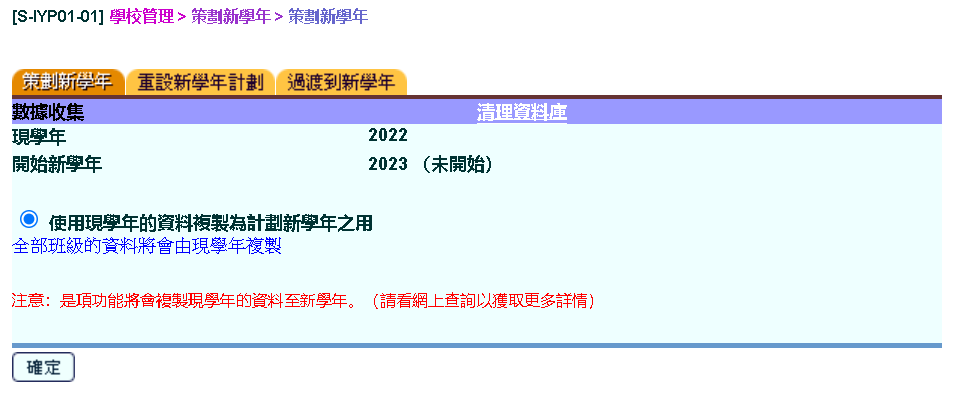 [S-IYP01-01] 學校管理 > 策劃新學年 > 策劃新學年
策劃新學年 重設新學年計劃 過渡到新學年
數據收集 清理資料庫
現學年 2022
開始新學年 2023 （未開始）
使用現學年的資料複製為計劃新學年之用
全部班級的資料將會由現學年複製
注意：是項功能將會複製現學年的資料至新學年。（請看網上查詢以獲取更多詳情）
確定